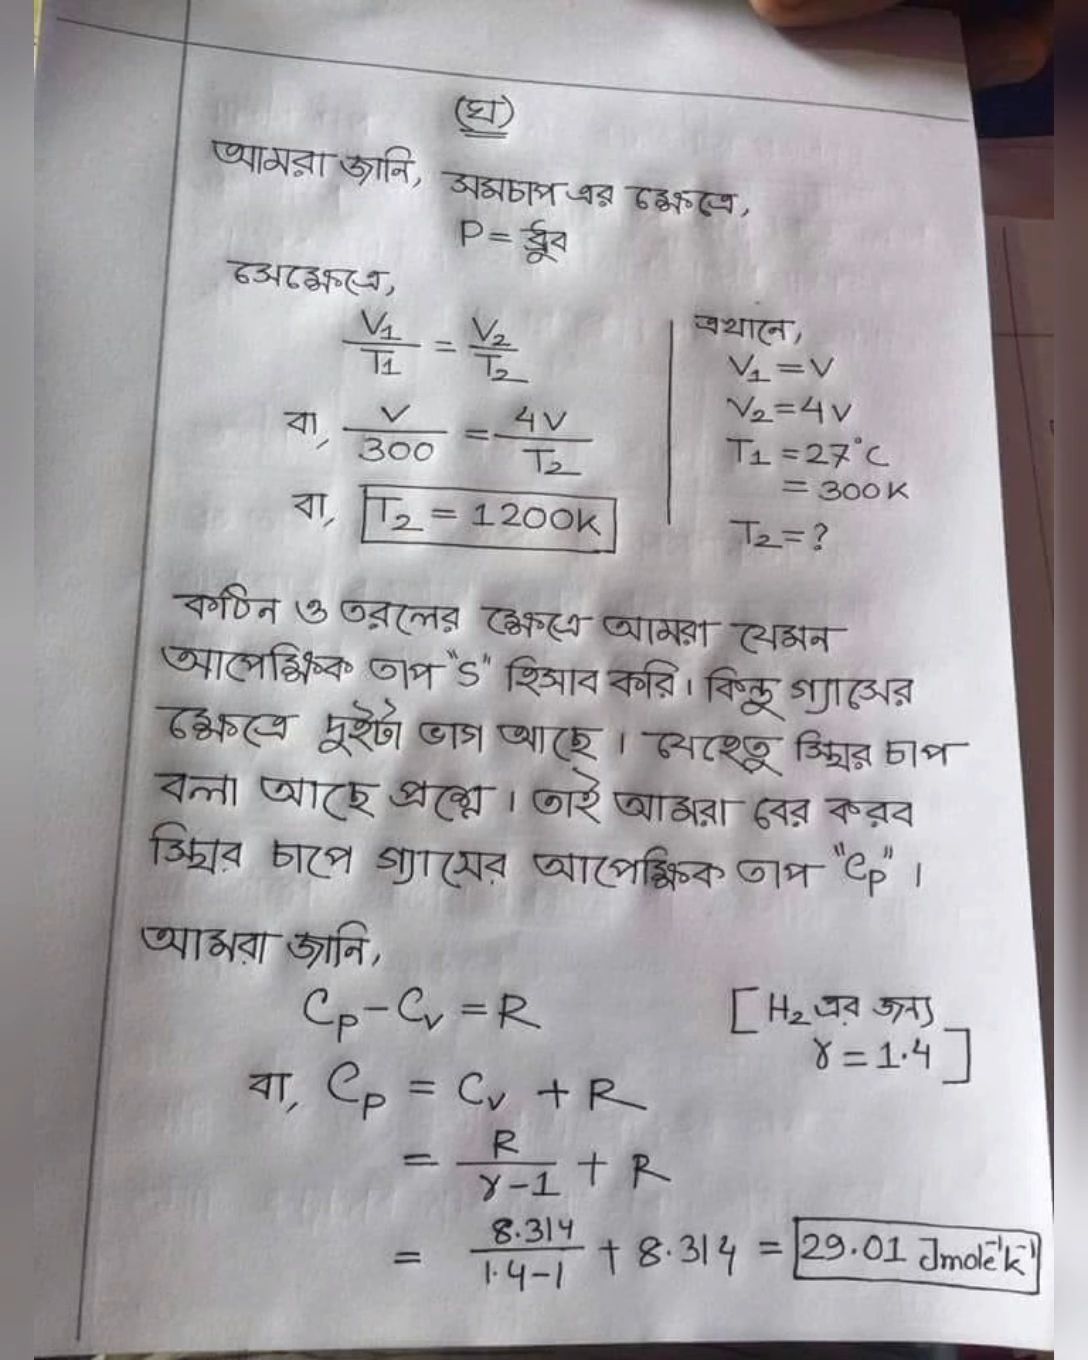 (ঘ)
আমরা জানি, সমচাপ এর ক্ষেত্রে,
P = ধ্রুব
সেক্ষেত্রে,
V₁/T₁ = V₂/T₂
বা, V/300 = 4V/T₂
বা, T₂ = 1200K
এখানে,
V₁ = V
V₂ = 4V
T₁ = 27°C
= 300K
T₂ = ?
কঠিন ও তরলের ক্ষেত্রে আমরা যেমন
আপেক্ষিক তাপ "S" হিসাব করি। কিন্তু গ্যাসের
ক্ষেত্রে দুইটা ভাগ আছে। যেহেতু স্থির চাপ
বলা আছে প্রশ্নে। তাই আমরা বের করব
স্থির চাপে গ্যাসের আপেক্ষিক তাপ "Cp"।
আমরা জানি,
Cp - Cv = R
[H₂ এর জন্য
γ = 1.4]
বা, Cp = Cv + R
= R/(γ-1) + R
= 8.314/(1.4-1) + 8.314 = 29.01 Jmole⁻¹k⁻¹